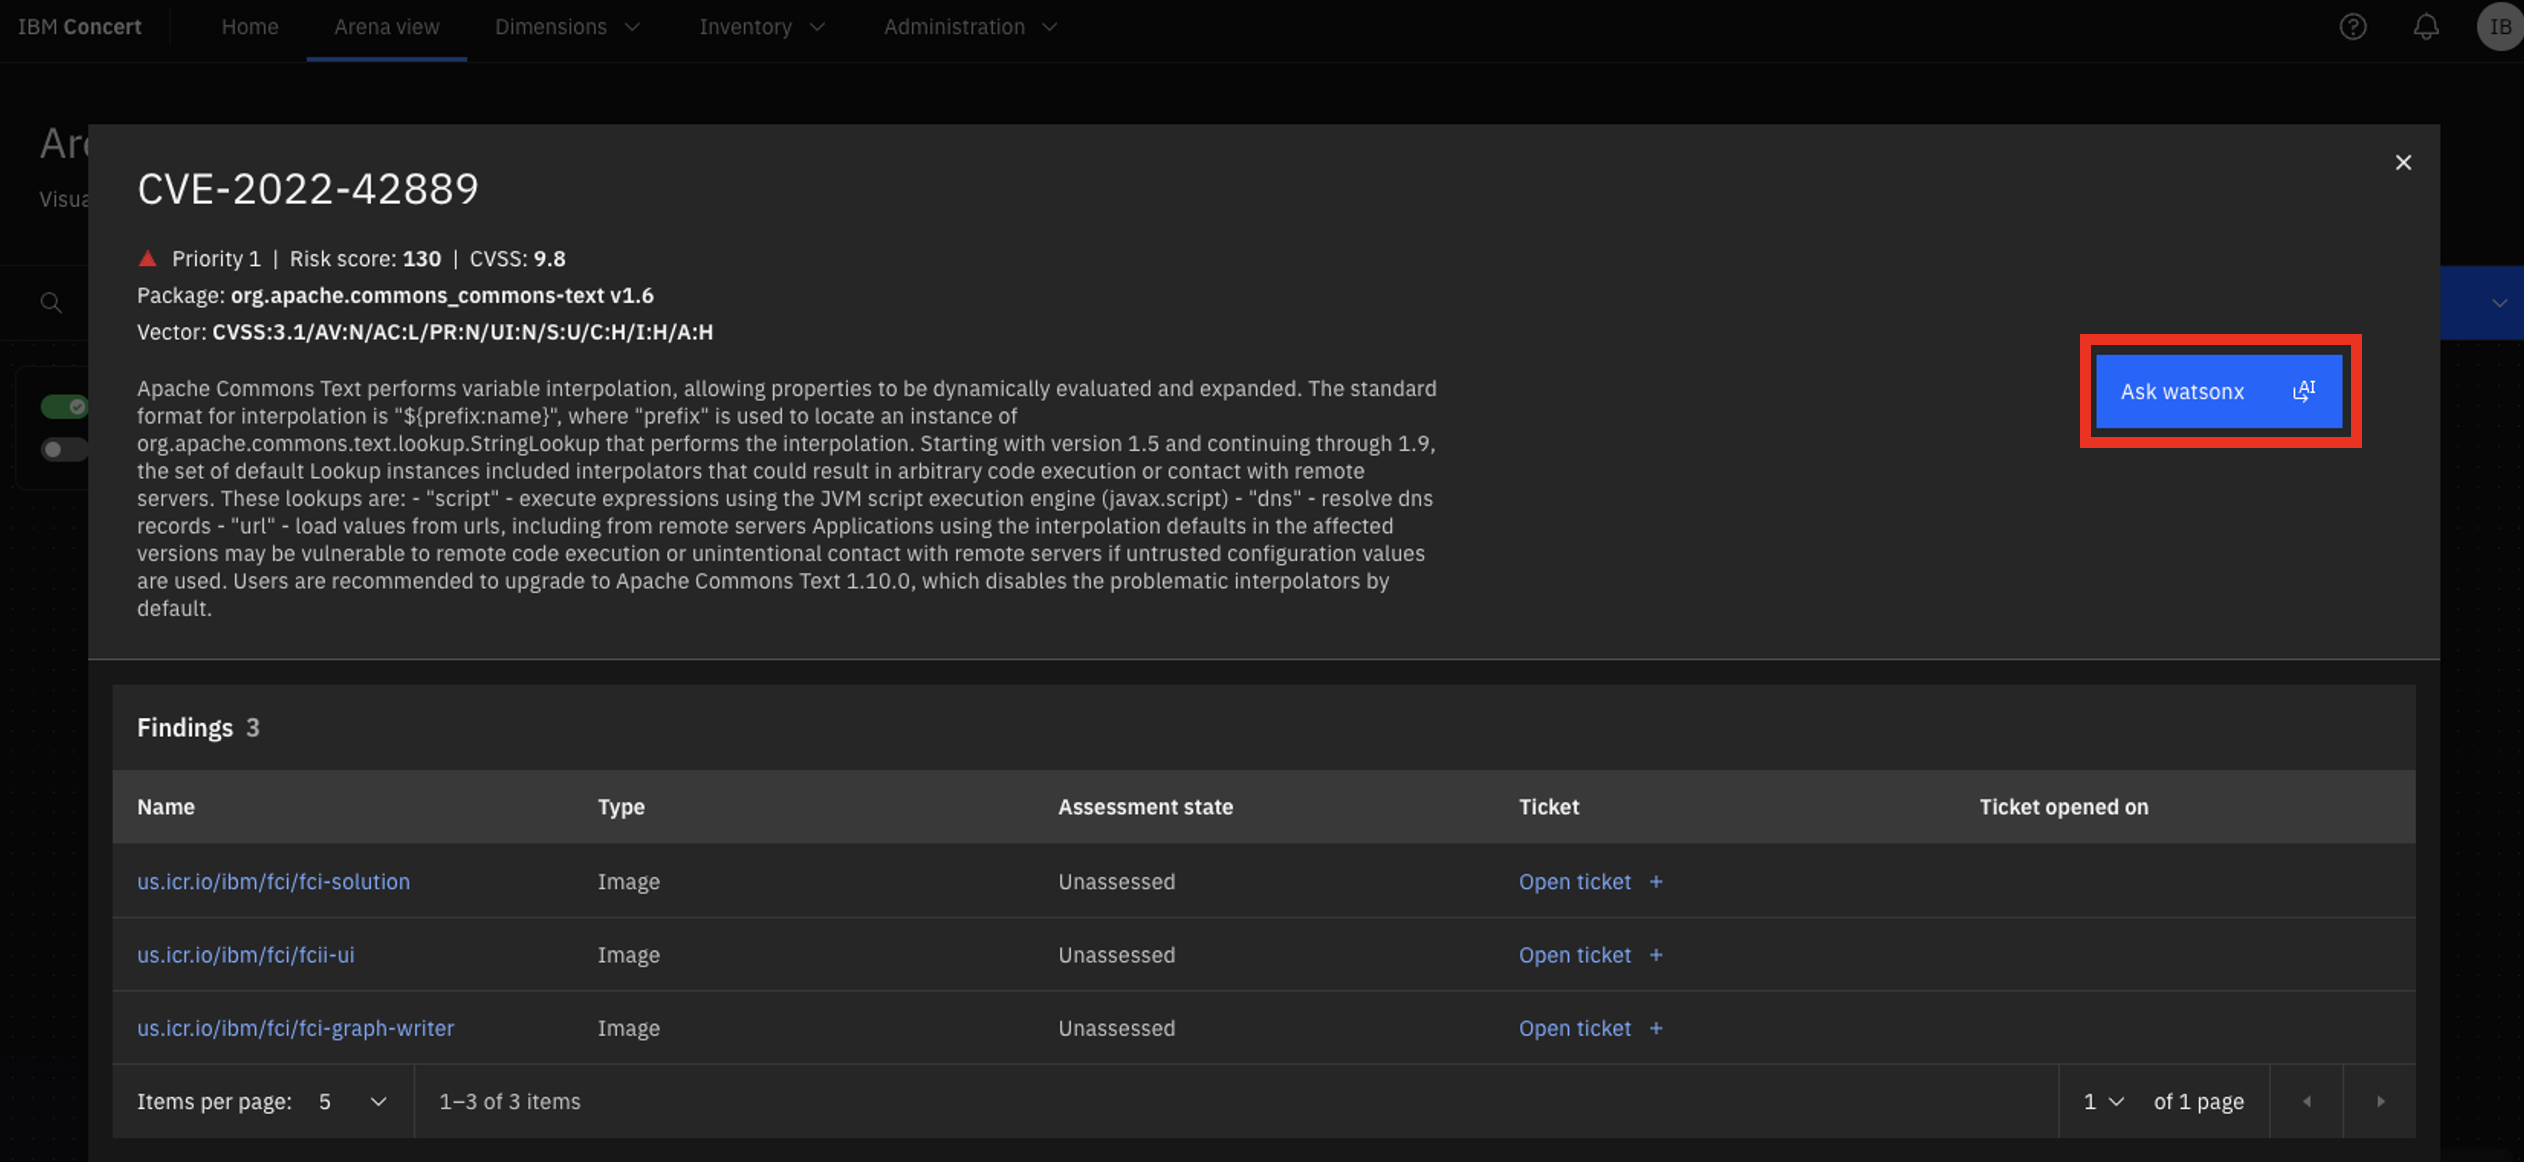 IBM Concert Home Arena view Dimensions Inventory Administration IB
Are
Visua
CVE-2022-42889
Priority 1 | Risk score: 130 | CVSS: 9.8
Package: org.apache.commons_commons-text v1.6
Vector: CVSS:3.1/AV:N/AC:L/PR:N/UI:N/S:U/C:H/I:H/A:H
Ask watsonx AI
Apache Commons Text performs variable interpolation, allowing properties to be dynamically evaluated and expanded. The standard
format for interpolation is "${prefix:name}", where "prefix" is used to locate an instance of
org.apache.commons.text.lookup.StringLookup that performs the interpolation. Starting with version 1.5 and continuing through 1.9,
the set of default Lookup instances included interpolators that could result in arbitrary code execution or contact with remote
servers. These lookups are: - "script" - execute expressions using the JVM script execution engine (javax.script) - "dns" - resolve dns
records - "url" - load values from urls, including from remote servers Applications using the interpolation defaults in the affected
versions may be vulnerable to remote code execution or unintentional contact with remote servers if untrusted configuration values
are used. Users are recommended to upgrade to Apache Commons Text 1.10.0, which disables the problematic interpolators by
default.
Findings 3
Name Type Assessment state Ticket Ticket opened on
us.icr.io/ibm/fci/fci-solution Image Unassessed Open ticket +
us.icr.io/ibm/fci/fcii-ui Image Unassessed Open ticket +
us.icr.io/ibm/fci/fci-graph-writer Image Unassessed Open ticket +
Items per page: 5 1–3 of 3 items 1 of 1 page